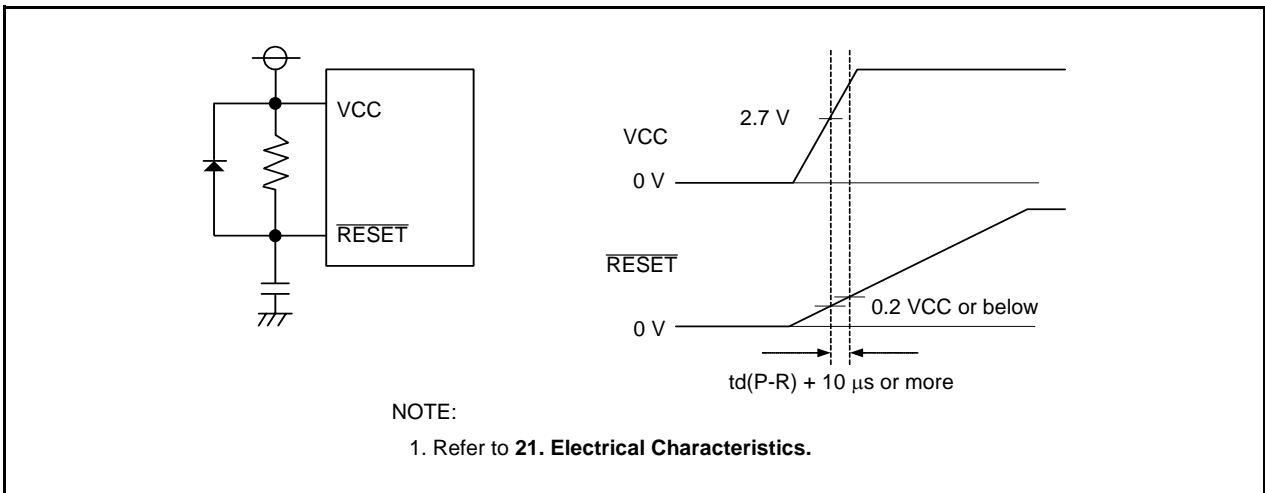 VCC
RESET
2.7 V
VCC
0 V
RESET
0.2 VCC or below
0 V
td(P-R) + 10 μs or more
NOTE:
1. Refer to 21. Electrical Characteristics.